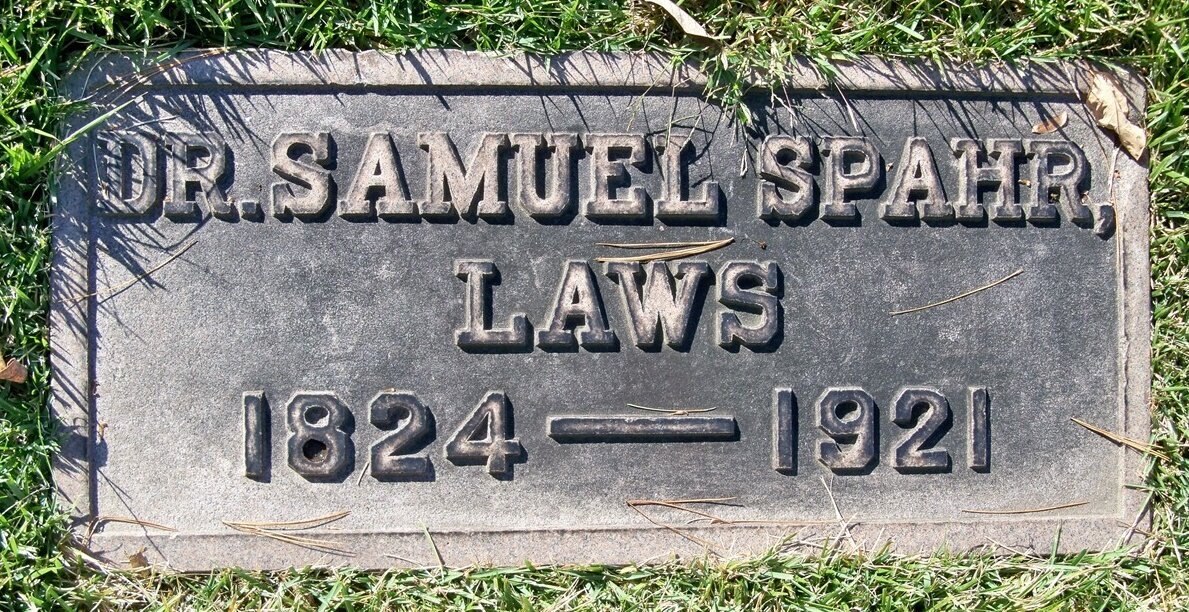 DR. SAMUEL SPAHR,
LAWS
1824 — 1921